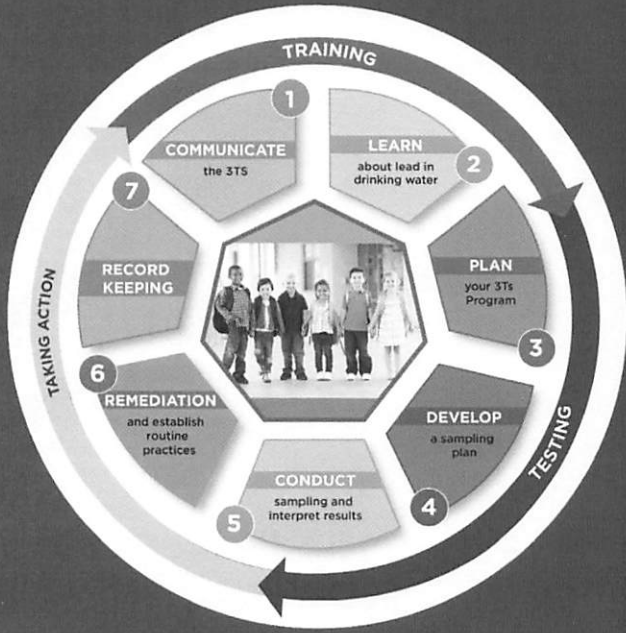 TRAINING
1
COMMUNICATE
the 3TS
2
LEARN
about lead in
drinking water
3
PLAN
your 3Ts
Program
4
DEVELOP
a sampling
plan
TESTING
5
CONDUCT
sampling and
interpret results
6
REMEDIATION
and establish
routine
practices
7
RECORD
KEEPING
TAKING ACTION